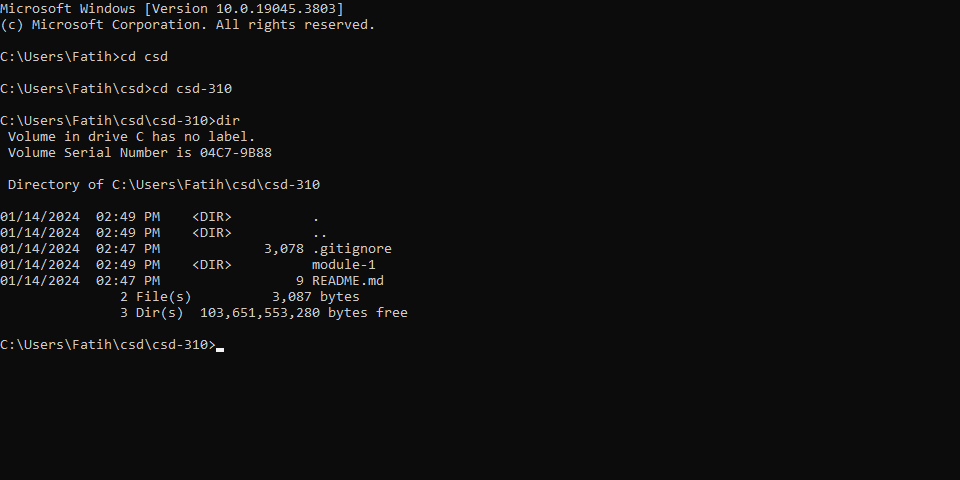 Microsoft Windows [Version 10.0.19045.3803]
(c) Microsoft Corporation. All rights reserved.
C:\Users\Fatih>cd csd
C:\Users\Fatih\csd>cd csd-310
C:\Users\Fatih\csd\csd-310>dir
 Volume in drive C has no label.
 Volume Serial Number is 04C7-9B88
 Directory of C:\Users\Fatih\csd\csd-310
01/14/2024  02:49 PM    <DIR>          .
01/14/2024  02:49 PM    <DIR>          ..
01/14/2024  02:47 PM             3,078 .gitignore
01/14/2024  02:49 PM    <DIR>          module-1
01/14/2024  02:47 PM                 9 README.md
               2 File(s)          3,087 bytes
               3 Dir(s)  103,651,553,280 bytes free
C:\Users\Fatih\csd\csd-310>